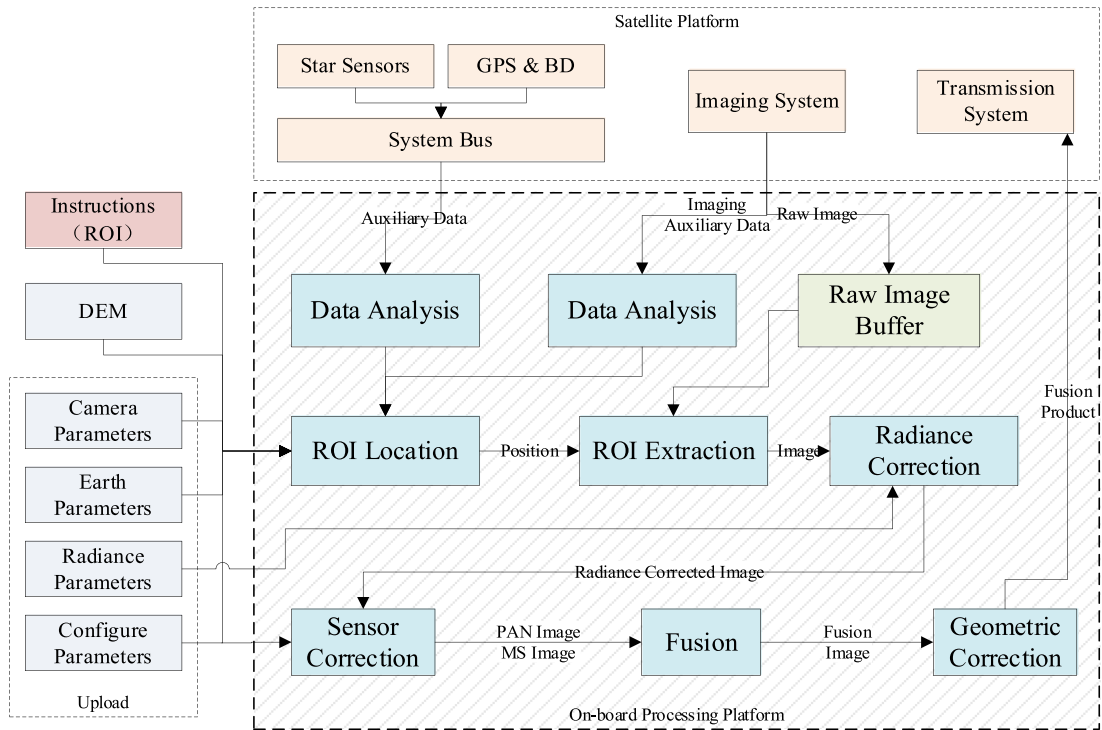 Satellite Platform
Star Sensors
GPS & BD
System Bus
Imaging System
Transmission
System
Instructions
（ROI）
DEM
Camera
Parameters
Earth
Parameters
Radiance
Parameters
Configure
Parameters
Upload
Auxiliary Data
Imaging
Auxiliary Data
Raw Image
Data Analysis
Data Analysis
Raw Image
Buffer
ROI Location
Position
ROI Extraction
Image
Radiance
Correction
Fusion
Product
Radiance Corrected Image
Sensor
Correction
PAN Image
MS Image
Fusion
Fusion
Image
Geometric
Correction
On-board Processing Platform